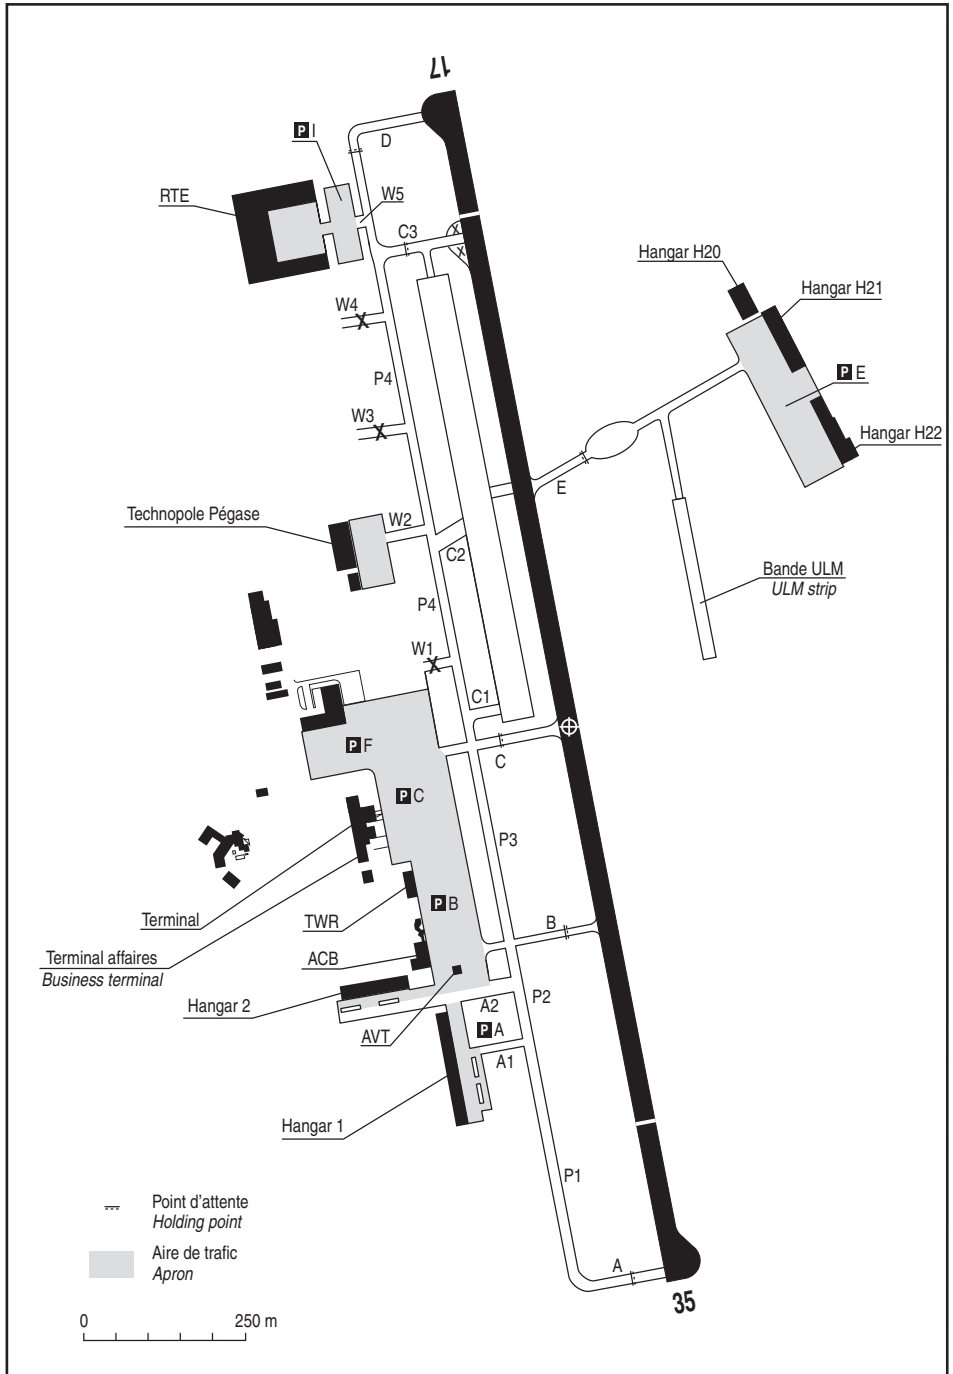 17
P I
D
RTE
W5
C3
Hangar H20
Hangar H21
W4
X
X
X
P4
P E
W3
X
Hangar H22
E
Technopole Pégase
W2
C2
Bande ULM
ULM strip
P4
W1
X
C1
P F
C
P C
P3
P B
Terminal
TWR
B
Terminal affaires
Business terminal
ACB
P2
Hangar 2
A2
AVT
P A
A1
Hangar 1
P1
Point d'attente
Holding point
Aire de trafic
Apron
A
35
0 250 m